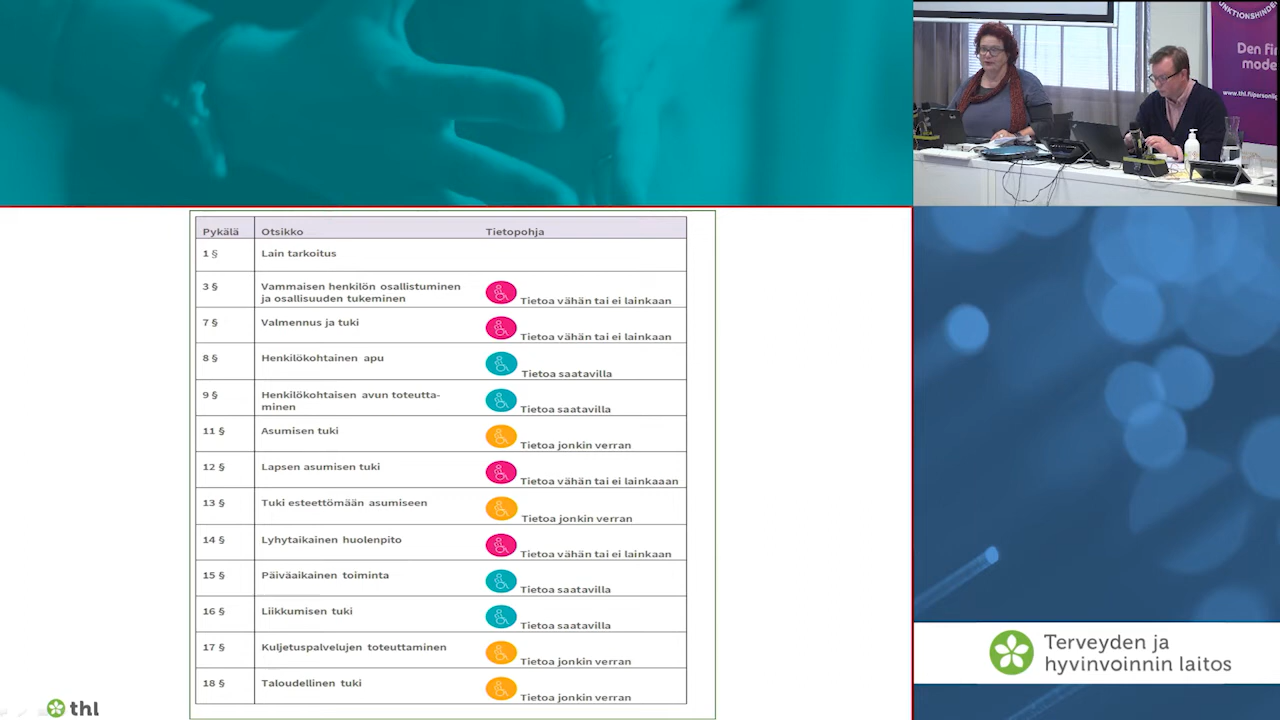 Pykälä Otsikko Tietopohja
1 § Lain tarkoitus
3 § Vammaisen henkilön osallistuminen
ja osallisuuden tukeminen
Tietoa vähän tai ei lainkaan
7 § Valmennus ja tuki
Tietoa vähän tai ei lainkaan
8 § Henkilökohtainen apu
Tietoa saatavilla
9 § Henkilökohtaisen avun toteutta-
minen
Tietoa saatavilla
11 § Asumisen tuki
Tietoa jonkin verran
12 § Lapsen asumisen tuki
Tietoa vähän tai ei lainkaaan
13 § Tuki esteettömään asumiseen
Tietoa jonkin verran
14 § Lyhytaikainen huolenpito
Tietoa vähän tai ei lainkaan
15 § Päiväaikainen toiminta
Tietoa saatavilla
16 § Liikkumisen tuki
Tietoa saatavilla
17 § Kuljetuspalvelujen toteuttaminen
Tietoa jonkin verran
18 § Taloudellinen tuki
Tietoa jonkin verran
thl
Den fi
mode
Terveyden ja
hyvinvoinnin laitos